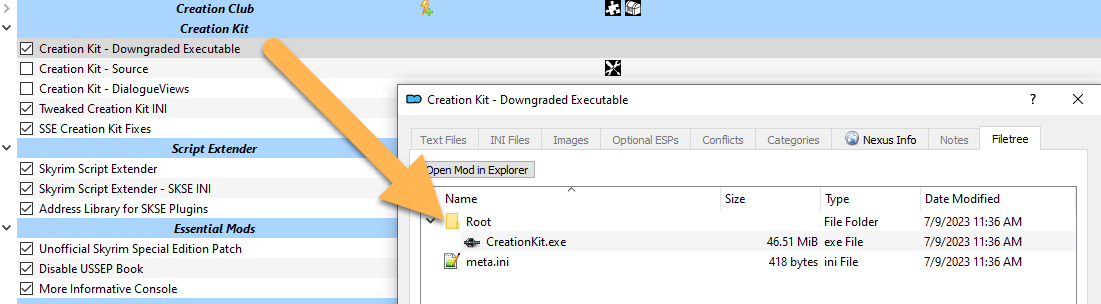 Creation Club
Creation Kit
Creation Kit - Downgraded Executable
Creation Kit - Source
Creation Kit - DialogueViews
Tweaked Creation Kit INI
SSE Creation Kit Fixes
Script Extender
Skyrim Script Extender
Skyrim Script Extender - SKSE INI
Address Library for SKSE Plugins
Essential Mods
Unofficial Skyrim Special Edition Patch
Disable USSEP Book
More Informative Console
Creation Kit - Downgraded Executable ?
Text Files INI Files Images Optional ESPs Conflicts Categories Nexus Info Notes Filetree
Open Mod in Explorer
Name Size Type Date Modified
Root File Folder 7/9/2023 11:36 AM
CreationKit.exe 46.51 MiB exe File 7/9/2023 11:36 AM
meta.ini 418 bytes ini File 7/9/2023 11:36 AM